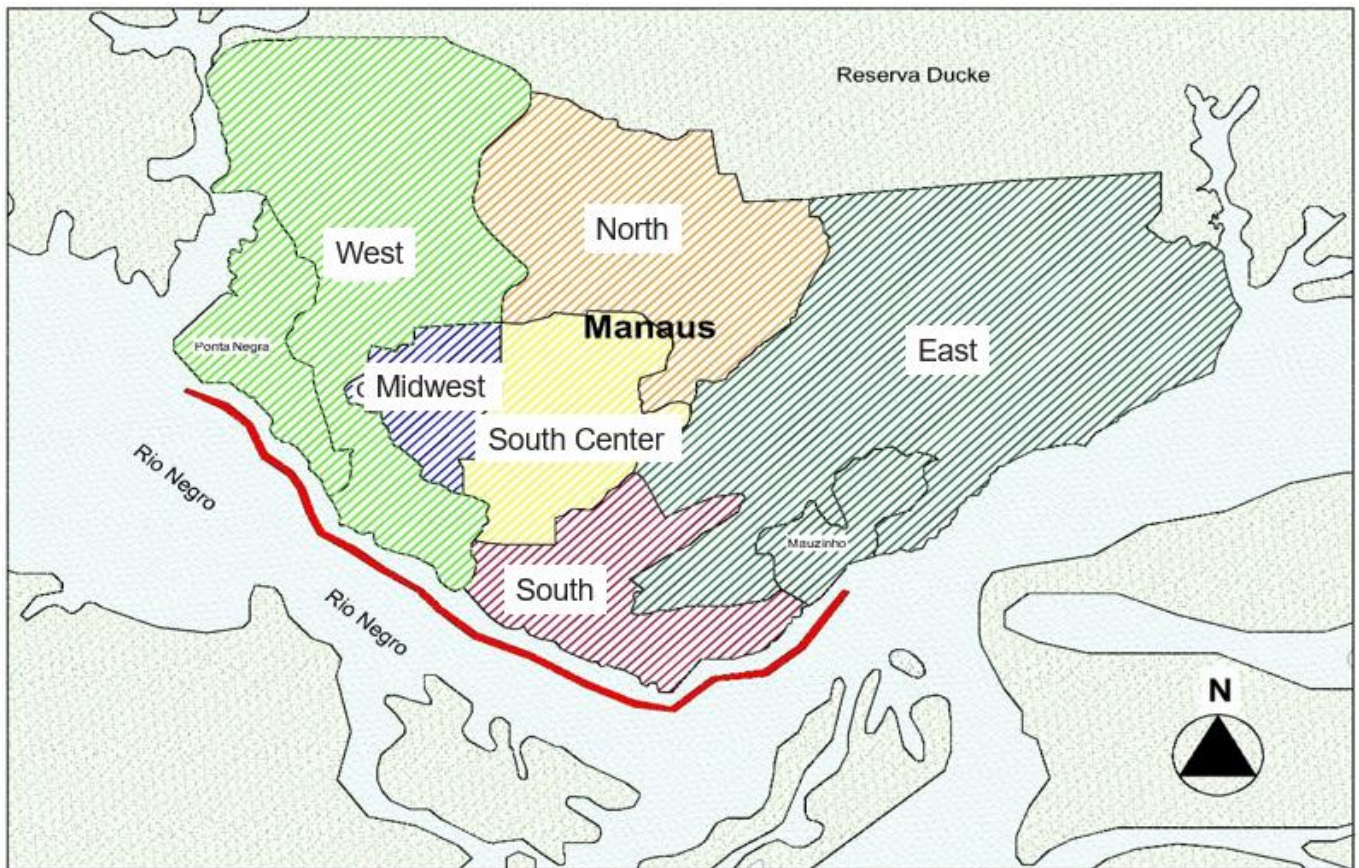 Reserva Ducke
North
West
Manaus
Ponta Negra
East
Midwest
South Center
Rio Negro
Mauzinho
South
Rio Negro
N